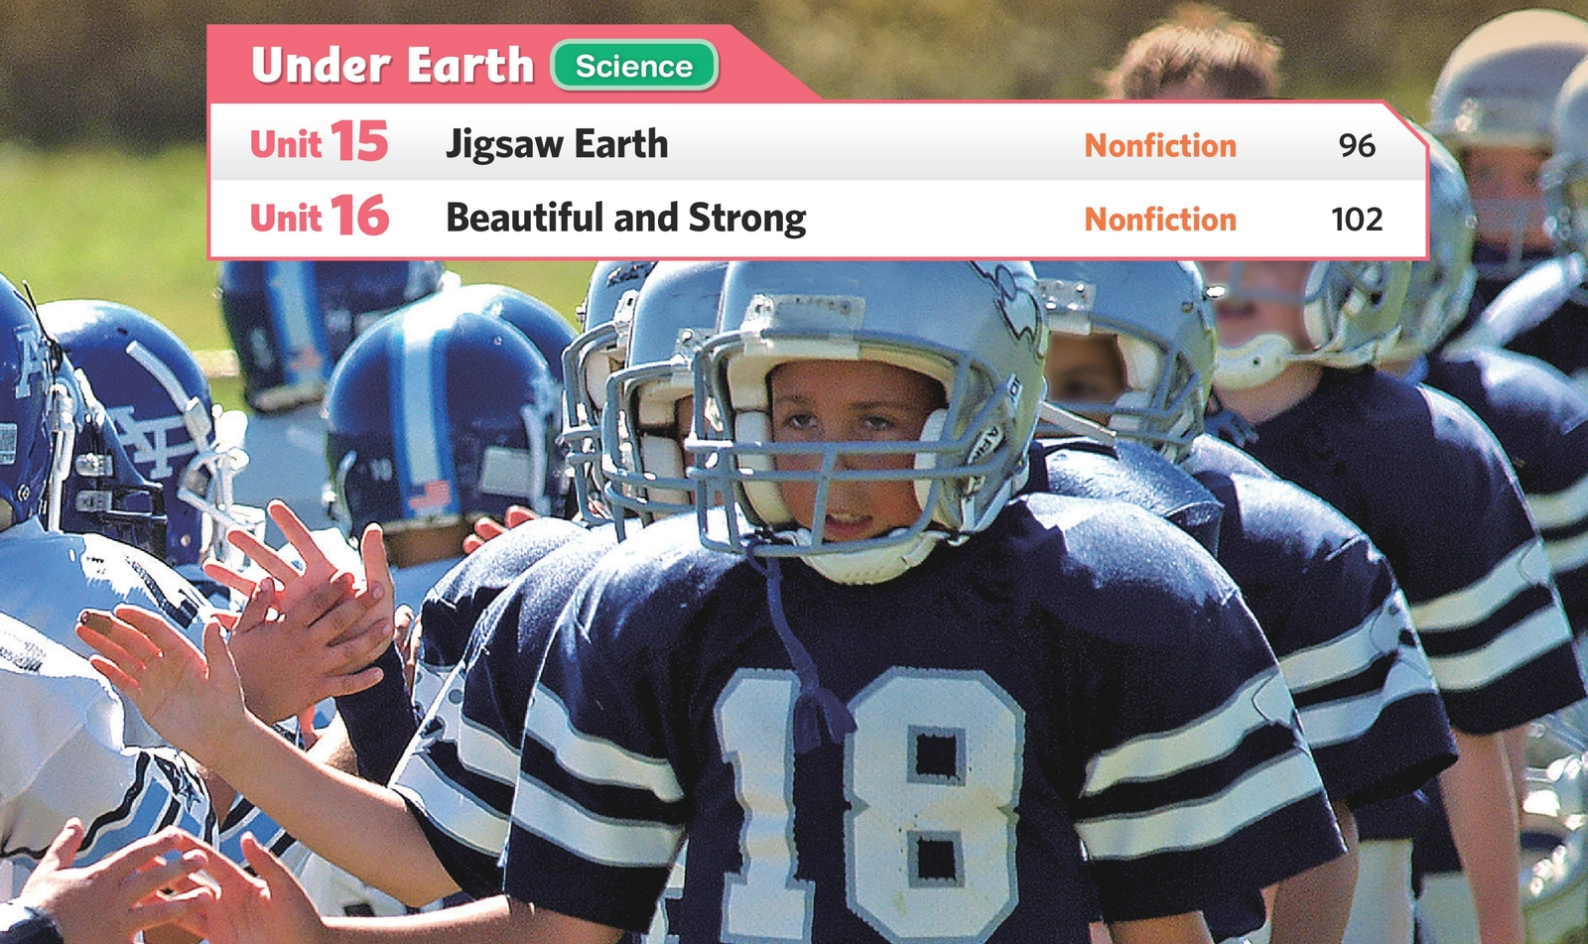 Under Earth Science
Unit 15 Jigsaw Earth Nonfiction 96
Unit 16 Beautiful and Strong Nonfiction 102
18